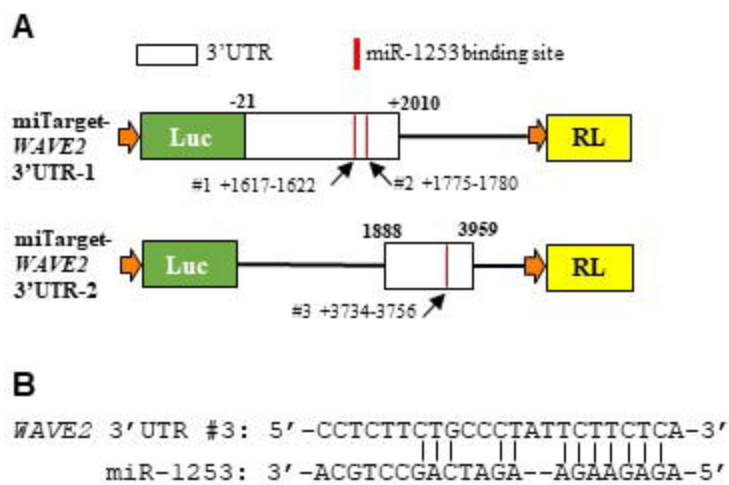 A
3'UTR miR-1253 binding site
-21 +2010
miTarget-
WAVE2
3'UTR-1
Luc RL
#1 +1617-1622 #2 +1775-1780
1888 3959
miTarget-
WAVE2
3'UTR-2
Luc RL
#3 +3734-3756
B
WAVE2 3'UTR #3: 5'-CCTCTTCTGCCCTATTCTTCTCA-3'
miR-1253: 3'-ACGTCCGACTAGA--AGAAGAGA-5'